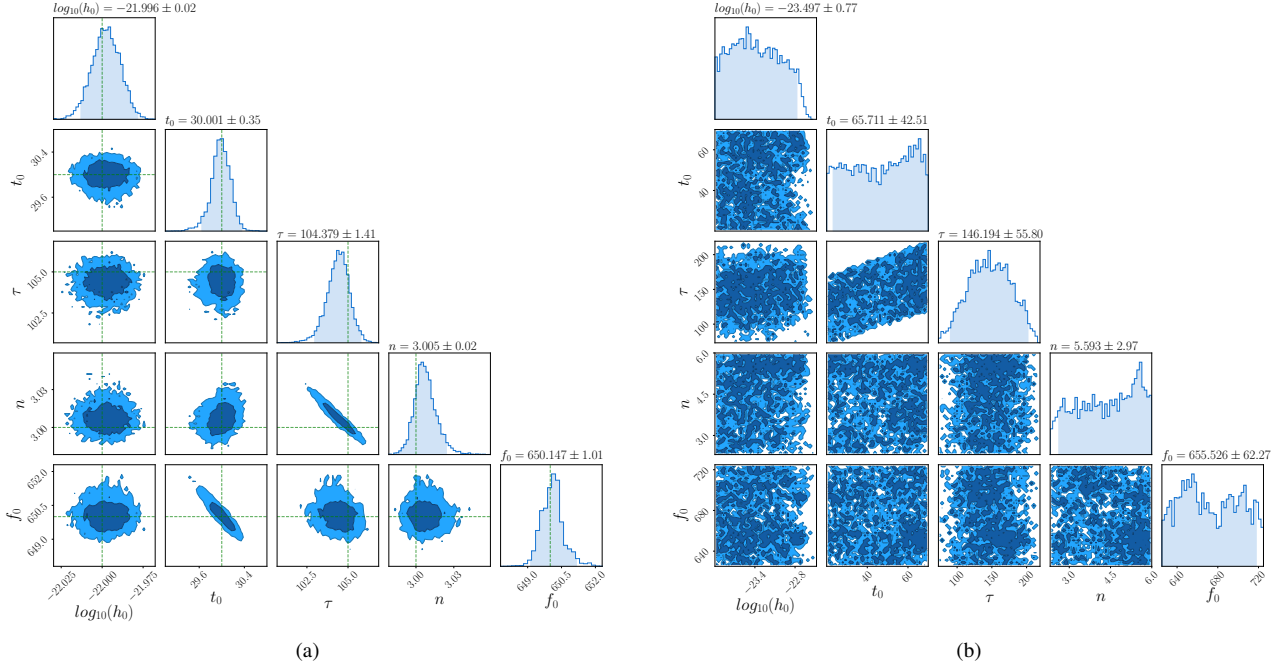 log₁₀(h₀) = −21.996 ± 0.02
t₀ = 30.001 ± 0.35
30.4
29.6
t₀
τ = 104.379 ± 1.41
105.0
102.5
τ
n = 3.005 ± 0.02
3.03
3.00
n
f₀ = 650.147 ± 1.01
652.0
650.5
649.0
f₀
−22.025 −22.000 −21.975 29.6 30.4 102.5 105.0 3.00 3.03 649.0 650.5 652.0
log₁₀(h₀) t₀ τ n f₀
(a)
log₁₀(h₀) = −23.497 ± 0.77
t₀ = 65.711 ± 42.51
60
40
t₀
τ = 146.194 ± 55.80
200
150
100
τ
n = 5.593 ± 2.97
6.0
4.5
3.0
n
f₀ = 655.526 ± 62.27
720
680
640
f₀
−23.4 −22.8 40 60 100 150 200 3.0 4.5 6.0 640 680 720
log₁₀(h₀) t₀ τ n f₀
(b)